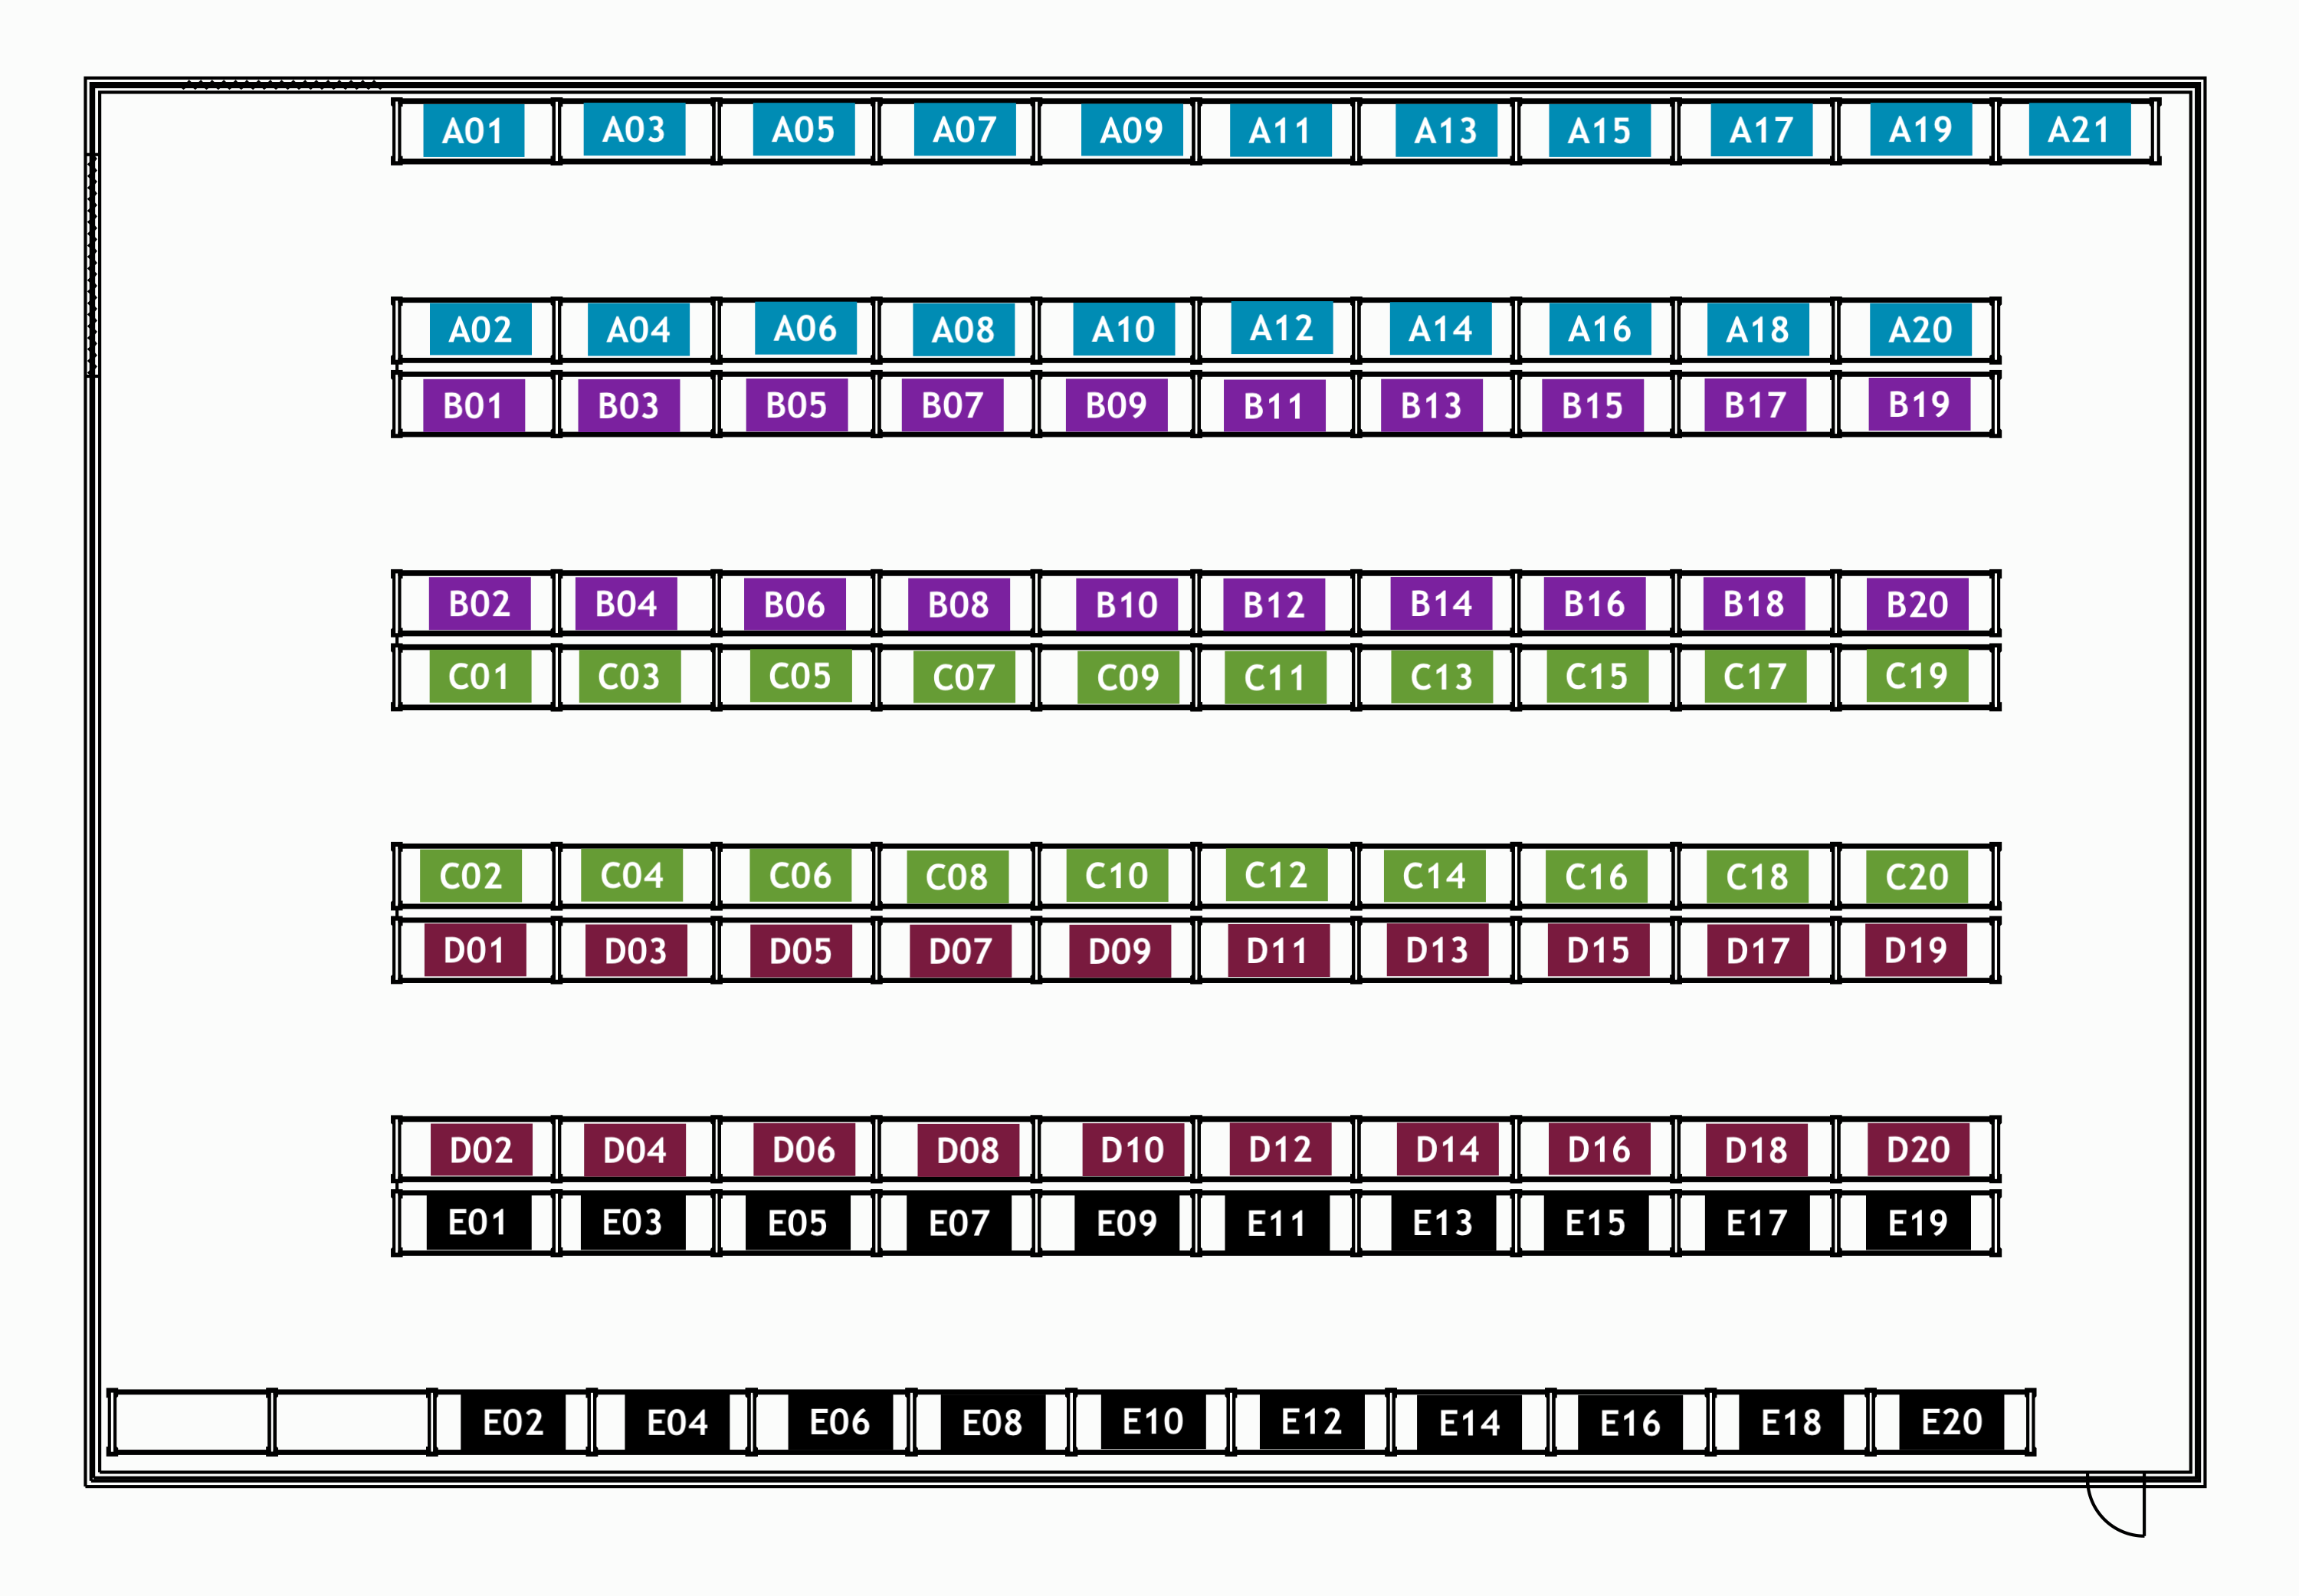 A01 A03 A05 A07 A09 A11 A13 A15 A17 A19 A21
A02 A04 A06 A08 A10 A12 A14 A16 A18 A20
B01 B03 B05 B07 B09 B11 B13 B15 B17 B19
B02 B04 B06 B08 B10 B12 B14 B16 B18 B20
C01 C03 C05 C07 C09 C11 C13 C15 C17 C19
C02 C04 C06 C08 C10 C12 C14 C16 C18 C20
D01 D03 D05 D07 D09 D11 D13 D15 D17 D19
D02 D04 D06 D08 D10 D12 D14 D16 D18 D20
E01 E03 E05 E07 E09 E11 E13 E15 E17 E19
E02 E04 E06 E08 E10 E12 E14 E16 E18 E20